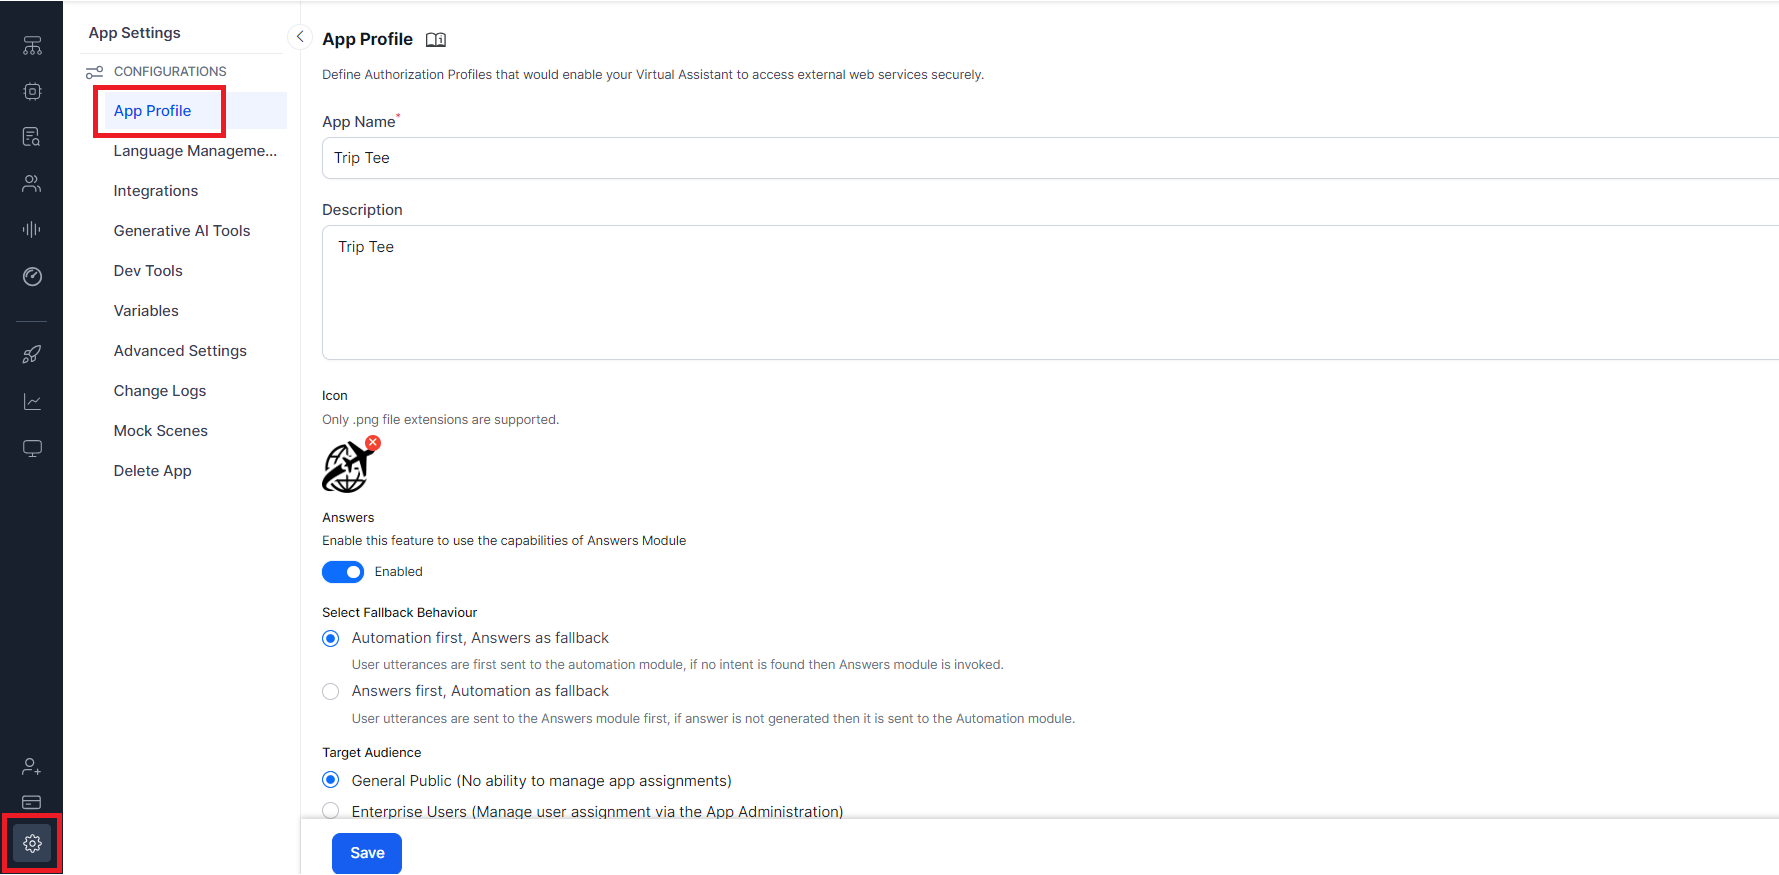 App Settings
CONFIGURATIONS
App Profile
Language Manageme...
Integrations
Generative AI Tools
Dev Tools
Variables
Advanced Settings
Change Logs
Mock Scenes
Delete App
App Profile
Define Authorization Profiles that would enable your Virtual Assistant to access external web services securely.
App Name*
Trip Tee
Description
Trip Tee
Icon
Only .png file extensions are supported.
Answers
Enable this feature to use the capabilities of Answers Module
Enabled
Select Fallback Behaviour
Automation first, Answers as fallback
User utterances are first sent to the automation module, if no intent is found then Answers module is invoked.
Answers first, Automation as fallback
User utterances are sent to the Answers module first, if answer is not generated then it is sent to the Automation module.
Target Audience
General Public (No ability to manage app assignments)
Enterprise Users (Manage user assignment via the App Administration)
Save